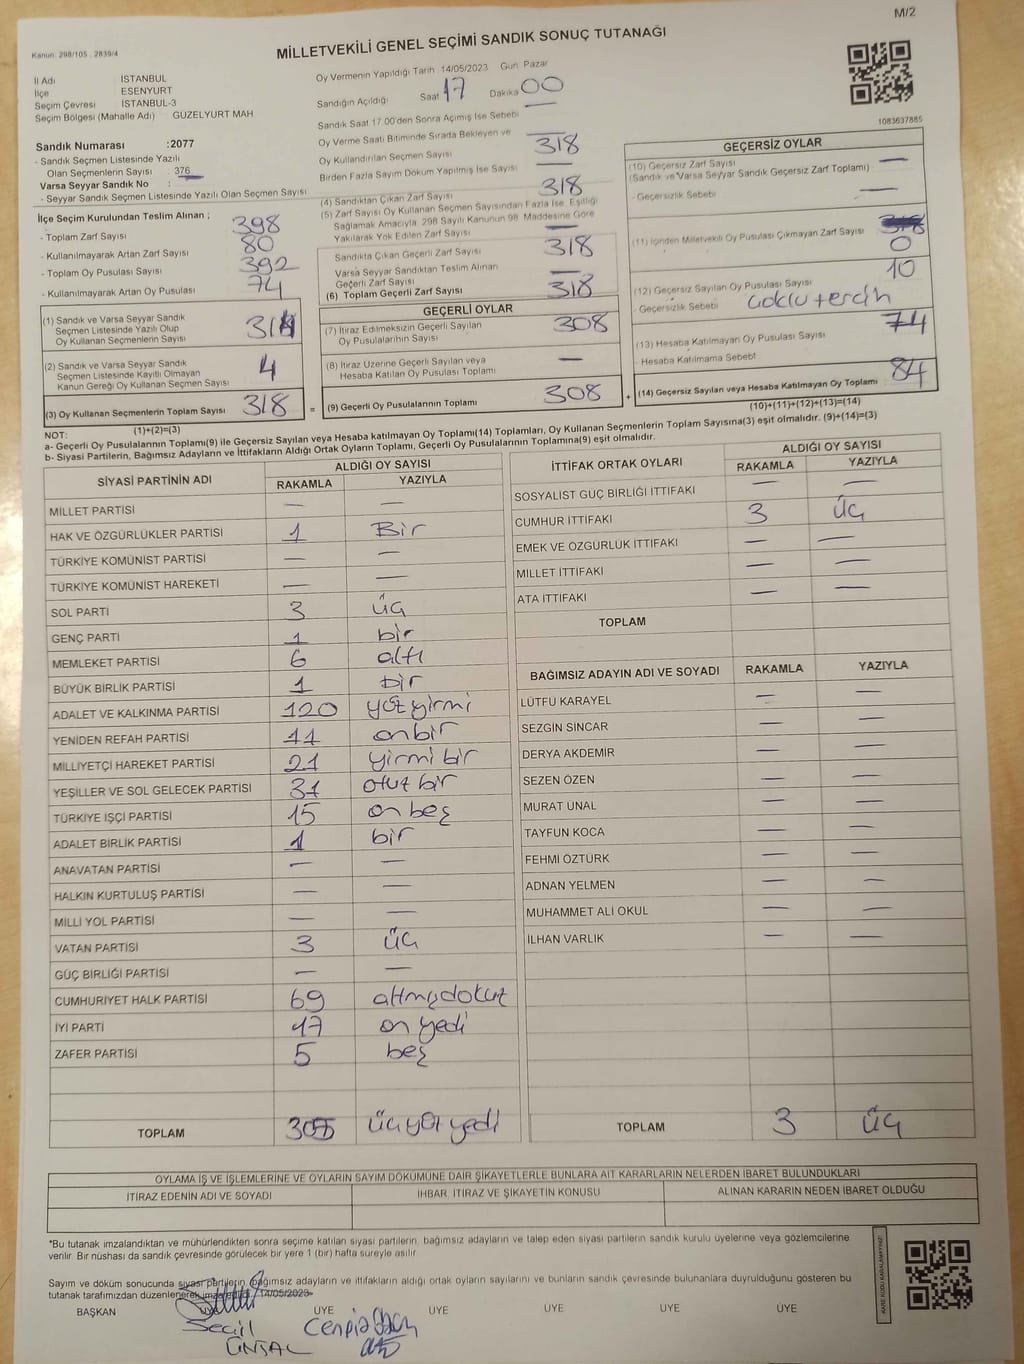 M/2
Kanun: 298/105 . 2839/4
MİLLETVEKİLİ GENEL SEÇİMİ SANDIK SONUÇ TUTANAĞI
İl Adı İSTANBUL
İlçe ESENYURT
Seçim Çevresi İSTANBUL-3
Seçim Bölgesi (Mahalle Adı) GÜZELYURT MAH
Sandık Numarası :2077
- Sandık Seçmen Listesinde Yazılı
Olan Seçmenlerin Sayısı : 376
Varsa Seyyar Sandık No :
- Seyyar Sandık Seçmen Listesinde Yazılı Olan Seçmen Sayısı
İlçe Seçim Kurulundan Teslim Alınan ;
- Toplam Zarf Sayısı 398
- Kullanılmayarak Artan Zarf Sayısı 80
- Toplam Oy Pusulası Sayısı 392
- Kullanılmayarak Artan Oy Pusulası 74
(1) Sandık ve Varsa Seyyar Sandık
Seçmen Listesinde Yazılı Olup
Oy Kullanan Seçmenlerin Sayısı 314
(2) Sandık ve Varsa Seyyar Sandık
Seçmen Listesinde Kayıtlı Olmayan
Kanun Gereği Oy Kullanan Seçmen Sayısı 4
(3) Oy Kullanan Seçmenlerin Toplam Sayısı 318
(1)+(2)=(3)
Oy Vermenin Yapıldığı Tarih 14/05/2023 Gün Pazar
Sandığın Açıldığı Saat 17 Dakika 00
Sandık Saat 17.00'den Sonra Açılmış İse Sebebi —
Oy Verme Saati Bitiminde Sırada Bekleyen ve
Oy Kullandırılan Seçmen Sayısı 318
Birden Fazla Sayım Döküm Yapılmış İse Sayısı —
(4) Sandıktan Çıkan Zarf Sayısı 318
(5) Zarf Sayısı Oy Kullanan Seçmen Sayısından Fazla İse, Eşitliği
Sağlamak Amacıyla, 298 Sayılı Kanunun 98. Maddesine Göre
Yakılarak Yok Edilen Zarf Sayısı —
Sandıkta Çıkan Geçerli Zarf Sayısı 318
Varsa Seyyar Sandıktan Teslim Alınan
Geçerli Zarf Sayısı —
(6) Toplam Geçerli Zarf Sayısı 318
GEÇERLİ OYLAR
(7) İtiraz Edilmeksizin Geçerli Sayılan
Oy Pusulalarının Sayısı 308
(8) İtiraz Üzerine Geçerli Sayılan veya
Hesaba Katılan Oy Pusulası Toplamı —
= (9) Geçerli Oy Pusulalarının Toplamı 308
1083637885
GEÇERSİZ OYLAR
(10) Geçersiz Zarf Sayısı —
(Sandık ve Varsa Seyyar Sandık Geçersiz Zarf Toplamı)
- Geçersizlik Sebebi —
(11) İçinden Milletvekili Oy Pusulası Çıkmayan Zarf Sayısı 0
(12) Geçersiz Sayılan Oy Pusulası Sayısı 10
- Geçersizlik Sebebi çoklu tercih
(13) Hesaba Katılmayan Oy Pusulası Sayısı 74
- Hesaba Katılmama Sebebi
+ (14) Geçersiz Sayılan veya Hesaba Katılmayan Oy Toplamı 84
(10)+(11)+(12)+(13)=(14)
NOT:
a- Geçerli Oy Pusulalarının Toplamı(9) ile Geçersiz Sayılan veya Hesaba katılmayan Oy Toplamı(14) Toplamları, Oy Kullanan Seçmenlerin Toplam Sayısına(3) eşit olmalıdır. (9)+(14)=(3)
b- Siyasi Partilerin, Bağımsız Adayların ve İttifakların Aldığı Ortak Oyların Toplamı, Geçerli Oy Pusulalarının Toplamına(9) eşit olmalıdır.
SİYASİ PARTİNİN ADI ALDIĞI OY SAYISI
RAKAMLA YAZIYLA
MİLLET PARTİSİ — —
HAK VE ÖZGÜRLÜKLER PARTİSİ 1 Bir
TÜRKİYE KOMÜNİST PARTİSİ — —
TÜRKİYE KOMÜNİST HAREKETİ — —
SOL PARTİ 3 üç
GENÇ PARTİ 1 bir
MEMLEKET PARTİSİ 6 altı
BÜYÜK BİRLİK PARTİSİ 1 bir
ADALET VE KALKINMA PARTİSİ 120 yüz yirmi
YENİDEN REFAH PARTİSİ 11 on bir
MİLLİYETÇİ HAREKET PARTİSİ 21 yirmi bir
YEŞİLLER VE SOL GELECEK PARTİSİ 31 otuz bir
TÜRKİYE İŞÇİ PARTİSİ 15 on beş
ADALET BİRLİK PARTİSİ 1 bir
ANAVATAN PARTİSİ — —
HALKIN KURTULUŞ PARTİSİ — —
MİLLİ YOL PARTİSİ — —
VATAN PARTİSİ 3 üç
GÜÇ BİRLİĞİ PARTİSİ — —
CUMHURİYET HALK PARTİSİ 69 altmışdokuz
İYİ PARTİ 17 on yedi
ZAFER PARTİSİ 5 beş
TOPLAM 305 üç yüz yedi
İTTİFAK ORTAK OYLARI ALDIĞI OY SAYISI
RAKAMLA YAZIYLA
SOSYALİST GÜÇ BİRLİĞİ İTTİFAKI — —
CUMHUR İTTİFAKI 3 üç
EMEK VE ÖZGÜRLÜK İTTİFAKI — —
MİLLET İTTİFAKI — —
ATA İTTİFAKI — —
TOPLAM
BAĞIMSIZ ADAYIN ADI VE SOYADI RAKAMLA YAZIYLA
LÜTFÜ KARAYEL — —
SEZGİN SİNCAR — —
DERYA AKDEMİR — —
SEZEN ÖZEN — —
MURAT ÜNAL — —
TAYFUN KOCA — —
FEHMİ ÖZTÜRK — —
ADNAN YELMEN — —
MUHAMMET ALİ OKUL — —
İLHAN VARLIK — —
TOPLAM 3 üç
OYLAMA İŞ VE İŞLEMLERİNE VE OYLARIN SAYIM DÖKÜMÜNE DAİR ŞİKAYETLERLE BUNLARA AİT KARARLARIN NELERDEN İBARET BULUNDUKLARI
İTİRAZ EDENİN ADI VE SOYADI İHBAR, İTİRAZ VE ŞİKAYETİN KONUSU ALINAN KARARIN NEDEN İBARET OLDUĞU
*Bu tutanak imzalandıktan ve mühürlendikten sonra seçime katılan siyasi partilerin, bağımsız adayların ve talep eden siyasi partilerin sandık kurulu üyelerine veya gözlemcilerine
verilir. Bir nüshası da sandık çevresinde görülecek bir yere 1 (bir) hafta süreyle asılır.
Sayım ve döküm sonucunda siyasi partilerin, bağımsız adayların ve ittifakların aldığı ortak oyların sayılarını ve bunların sandık çevresinde bulunanlara duyrulduğunu gösteren bu
tutanak tarafımızdan düzenlenerek imza edildi. 14/05/2023
BAŞKAN ÜYE ÜYE ÜYE ÜYE ÜYE ÜYE
Seçil
ÜNSAL
KARE KODU KARALAMAYINIZ!